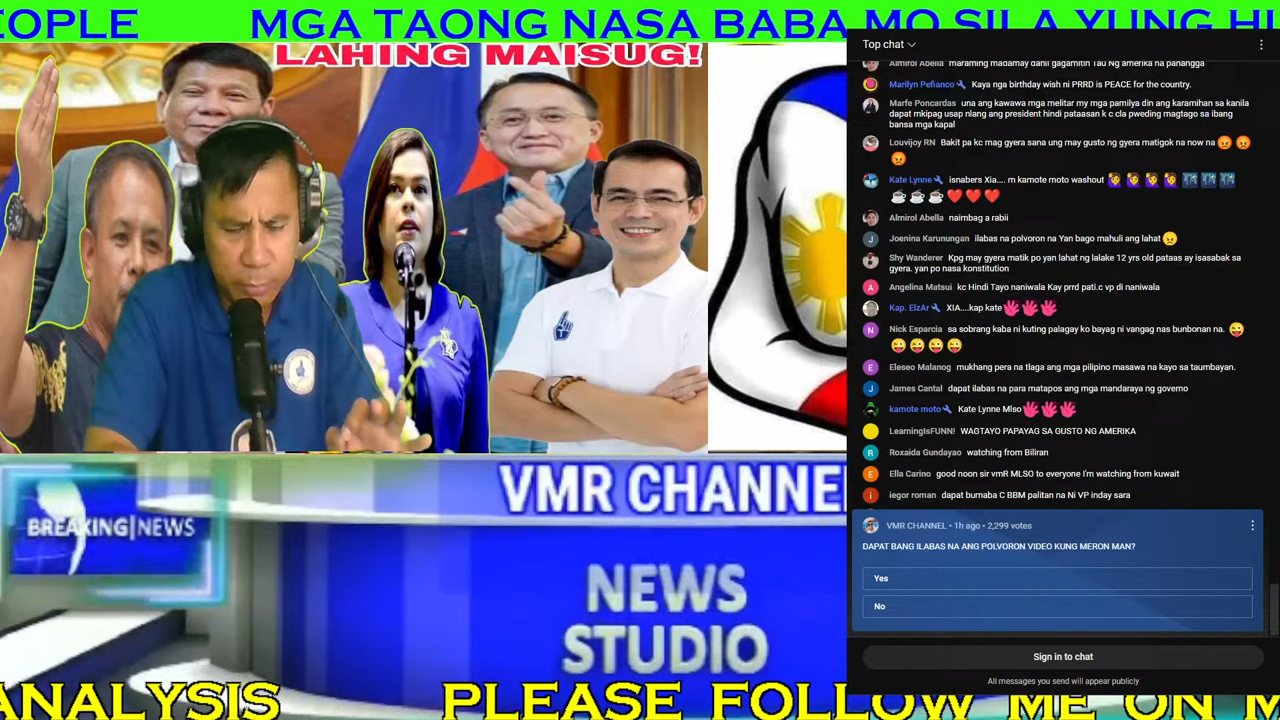 EOPLE MGA TAONG NASA BABA MO SILA YUNG HI
LAHING MAISUG!
BREAKING|NEWS
VMR CHANNE
NEWS
STUDIO
ANALYSIS PLEASE FOLLOW ME ON M
Top chat
Almirol Abella maraming madamay dahil gagamitin Tau Ng amerika na panangga
Marilyn Pefianco Kaya nga birthday wish ni PRRD is PEACE for the country.
Marfe Poncardas una ang kawawa mga melitar my mga pamilya din ang karamihan sa kanila
dapat mkipag usap nlang ang president hindi pataasan k c cla pweding magtago sa ibang
bansa mga kapal
Louvijoy RN Bakit pa kc mag gyera sana ung may gusto ng gyera matigok na now na 😡 😡
😡
Kate Lynne isnabers Xia.... m kamote moto washout 🙋‍♀️ 🙋‍♀️ 🙋‍♀️ 🙋‍♀️ 🌃 🌃 🌃
☕ ☕ ☕ ❤️ ❤️ ❤️
Almirol Abella naimbag a rabii
J Joenina Karunungan ilabas na polvoron na Yan bago mahuli ang lahat 😠
Shy Wanderer Kpg may gyera matik po yan lahat ng lalake 12 yrs old pataas ay isasabak sa
gyera. yan po nasa konstitution
A Angelina Matsui kc Hindi Tayo naniwala Kay prrd pati.c vp di naniwala
Kap. ElzAr XIA....kap kate
N Nick Esparcia sa sobrang kaba ni kuting palagay ko bayag ni vangag nas bunbonan na. 😜
😜 😜 😜 😜
E Eleseo Malanog mukhang pera na tlaga ang mga pilipino masawa na kayo sa taumbayan.
J James Cantal dapat ilabas na para matapos ang mga mandaraya ng governo
kamote moto Kate Lynne Mlso
LearningIsFUNN! WAGTAYO PAPAYAG SA GUSTO NG AMERIKA
R Roxaida Gundayao watching from Biliran
E Ella Carino good noon sir vmR MLSO to everyone I'm watching from kuwait
i iegor roman dapat bumaba C BBM palitan na Ni VP inday sara
VMR CHANNEL • 1h ago • 2,299 votes
DAPAT BANG ILABAS NA ANG POLVORON VIDEO KUNG MERON MAN?
Yes
No
Sign in to chat
All messages you send will appear publicly